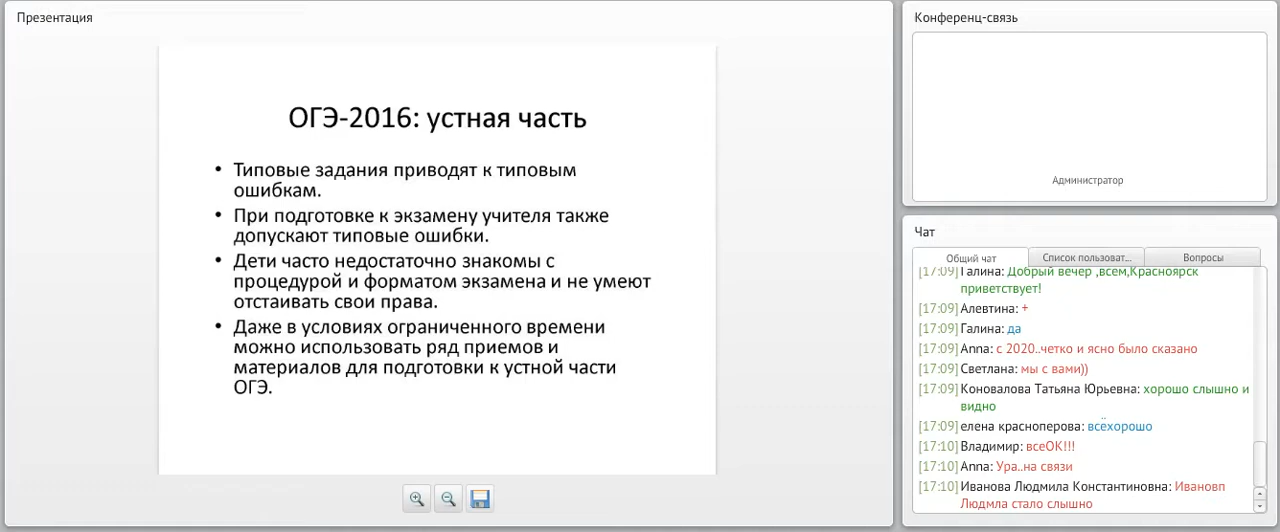 Презентация
ОГЭ-2016: устная часть
• Типовые задания приводят к типовым
ошибкам.
• При подготовке к экзамену учителя также
допускают типовые ошибки.
• Дети часто недостаточно знакомы с
процедурой и форматом экзамена и не умеют
отстаивать свои права.
• Даже в условиях ограниченного времени
можно использовать ряд приемов и
материалов для подготовки к устной части
ОГЭ.
Конференц-связь
Администратор
Чат
Общий чат
Список пользоват...
Вопросы
[17:09] Галина: Добрый вечер ,всем,Красноярск
приветствует!
[17:09] Алевтина: +
[17:09] Галина: да
[17:09] Anna: с 2020..четко и ясно было сказано
[17:09] Светлана: мы с вами))
[17:09] Коновалова Татьяна Юрьевна: хорошо слышно и
видно
[17:09] елена красноперова: всёхорошо
[17:10] Владимир: всеОК!!!
[17:10] Anna: Ура..на связи
[17:10] Иванова Людмила Константиновна: Ивановп
Людмла стало слышно